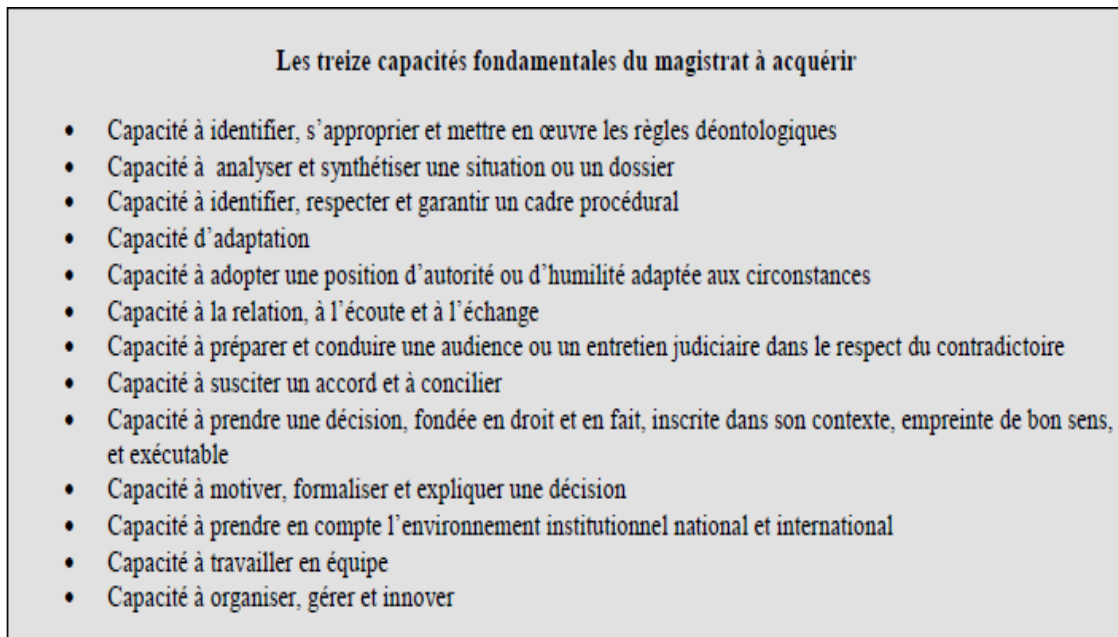 Les treize capacités fondamentales du magistrat à acquérir
• Capacité à identifier, s’approprier et mettre en œuvre les règles déontologiques
• Capacité à analyser et synthétiser une situation ou un dossier
• Capacité à identifier, respecter et garantir un cadre procédural
• Capacité d’adaptation
• Capacité à adopter une position d’autorité ou d’humilité adaptée aux circonstances
• Capacité à la relation, à l’écoute et à l’échange
• Capacité à préparer et conduire une audience ou un entretien judiciaire dans le respect du contradictoire
• Capacité à susciter un accord et à concilier
• Capacité à prendre une décision, fondée en droit et en fait, inscrite dans son contexte, empreinte de bon sens,
et exécutable
• Capacité à motiver, formaliser et expliquer une décision
• Capacité à prendre en compte l’environnement institutionnel national et international
• Capacité à travailler en équipe
• Capacité à organiser, gérer et innover